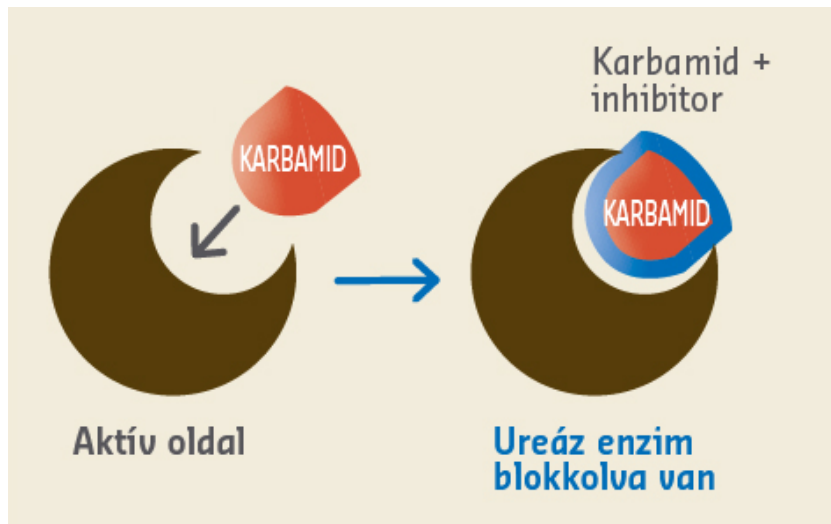 Karbamid +
inhibitor
KARBAMID
KARBAMID
Aktív oldal
Ureáz enzim
blokkolva van